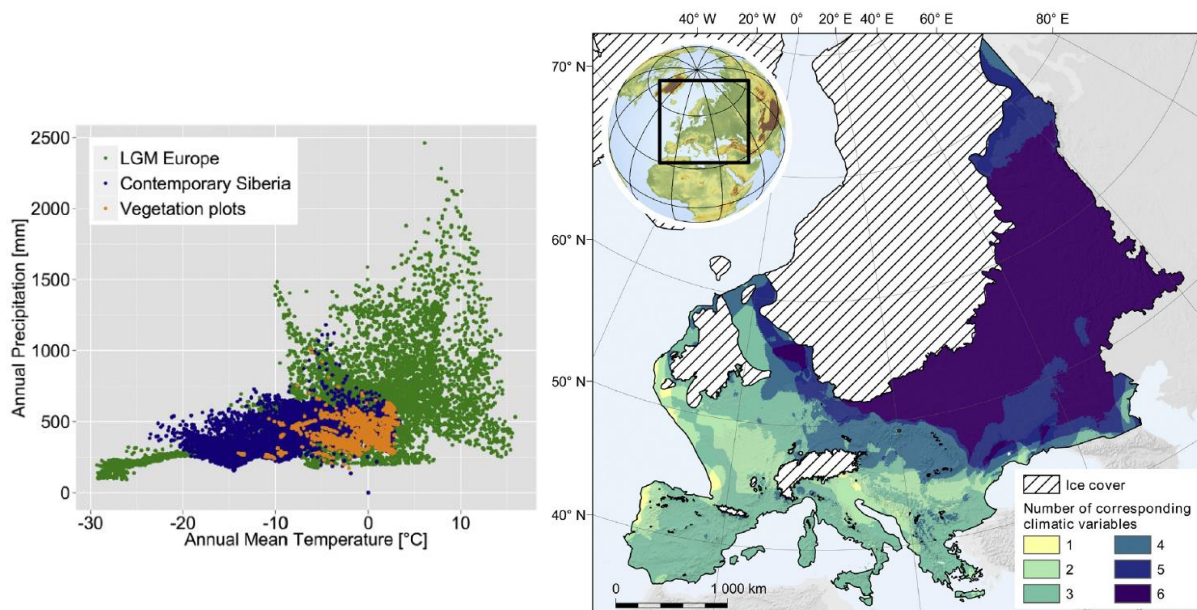 2500
2000
1500
1000
500
0
Annual Precipitation [mm]
LGM Europe
Contemporary Siberia
Vegetation plots
-30 -20 -10 0 10
Annual Mean Temperature [°C]
40° W 20° W 0° 20° E 40° E 60° E 80° E
70° N
60° N
50° N
40° N
Ice cover
Number of corresponding
climatic variables
1 4
2 5
3 6
0 1 000 km